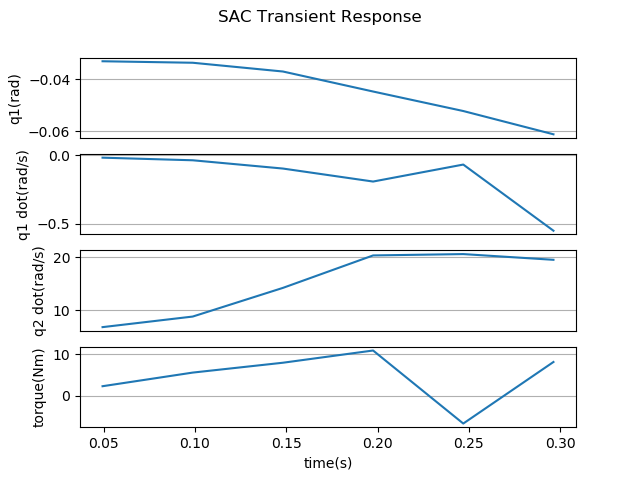 SAC Transient Response
q1(rad)
−0.04
−0.06
q1 dot(rad/s)
0.0
−0.5
q2 dot(rad/s)
20
10
torque(Nm)
10
0
0.05 0.10 0.15 0.20 0.25 0.30
time(s)